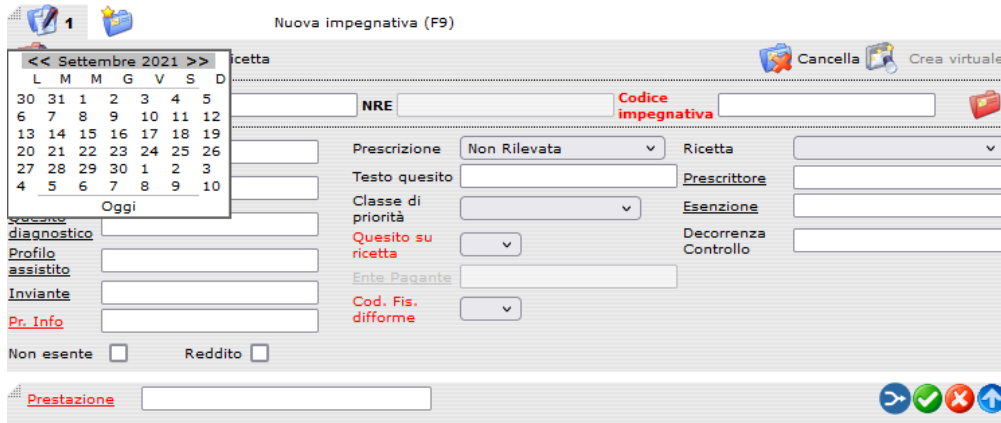 1
Nuova impegnativa (F9)
icetta
Cancella
Crea virtuale
<< Settembre 2021 >>
L M M G V S D
30 31 1 2 3 4 5
6 7 8 9 10 11 12
13 14 15 16 17 18 19
20 21 22 23 24 25 26
27 28 29 30 1 2 3
4 5 6 7 8 9 10
Oggi
NRE
Codice
impegnativa
Prescrizione
Non Rilevata
Ricetta
Testo quesito
Prescrittore
Classe di
priorità
Esenzione
Quesito
diagnostico
Quesito su
ricetta
Decorrenza
Controllo
Profilo
assistito
Ente Pagante
Inviante
Cod. Fis.
difforme
Pr. Info
Non esente
Reddito
Prestazione